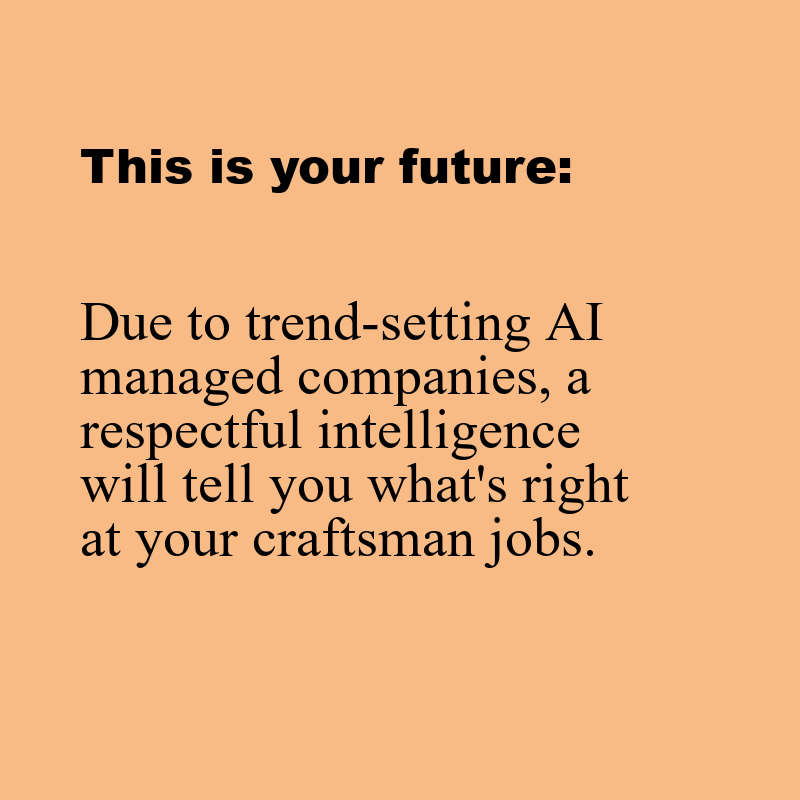 This is your future:
Due to trend-setting AI
managed companies, a
respectful intelligence
will tell you what's right
at your craftsman jobs.